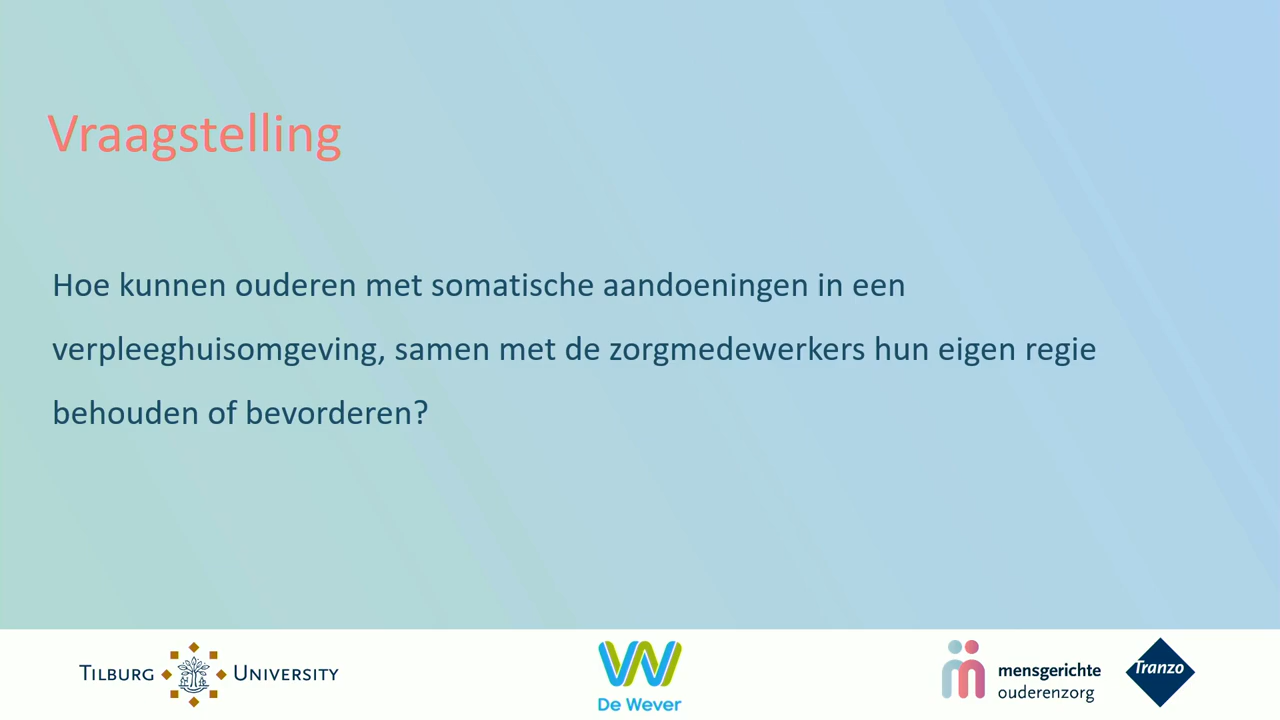 Vraagstelling
Hoe kunnen ouderen met somatische aandoeningen in een
verpleeghuisomgeving, samen met de zorgmedewerkers hun eigen regie
behouden of bevorderen?
TILBURG UNIVERSITY
De Wever
mensgerichte
ouderenzorg
Tranzo